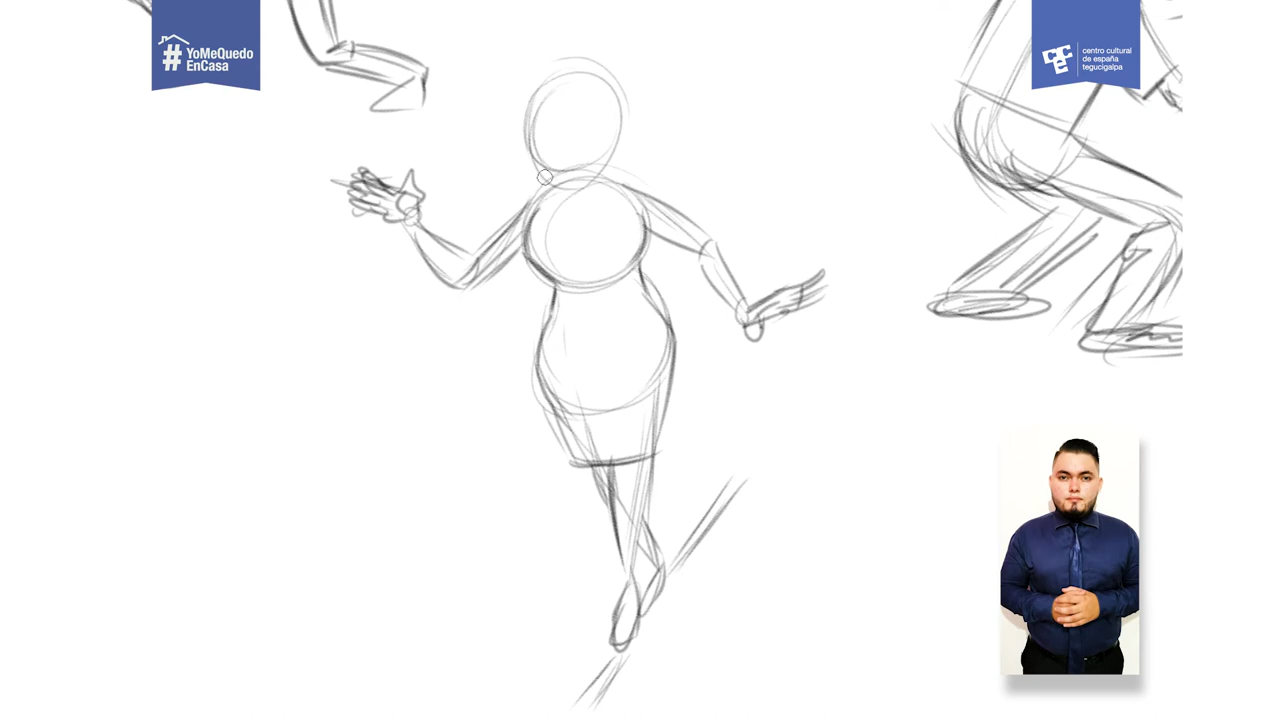 #YoMeQuedo
EnCasa
centro cultural
de españa
tegucigalpa